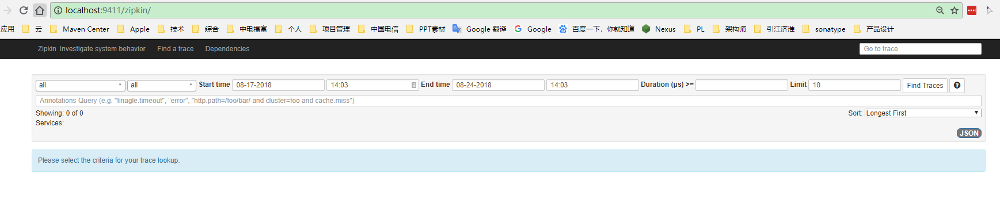 localhost:9411/zipkin/
应用 云 Maven Center Apple 技术 综合 中电福富 个人 项目管理 中国电信 PPT素材 Google 翻译 Google 百度一下，你就知道 Nexus PL 架构师 引江济淮 sonatype 产品设计
Zipkin Investigate system behavior Find a trace Dependencies Go to trace
all all Start time 08-17-2018 14:03 End time 08-24-2018 14:03 Duration (μs) >= Limit 10 Find Traces
Annotations Query (e.g. "finagle.timeout", "error", "http.path=/foo/bar/ and cluster=foo and cache.miss")
Showing: 0 of 0 Sort: Longest First
Services:
JSON
Please select the criteria for your trace lookup.